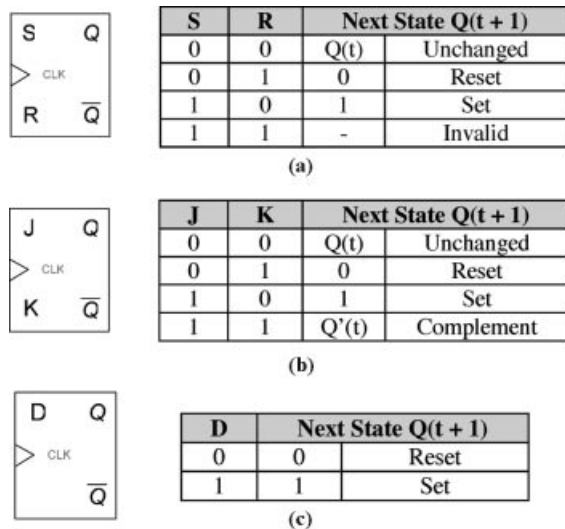 S Q
CLK
R Q̅
S R Next State Q(t + 1)
0 0 Q(t) Unchanged
0 1 0 Reset
1 0 1 Set
1 1 - Invalid
(a)
J Q
CLK
K Q̅
J K Next State Q(t + 1)
0 0 Q(t) Unchanged
0 1 0 Reset
1 0 1 Set
1 1 Q’(t) Complement
(b)
D Q
CLK
Q̅
D Next State Q(t + 1)
0 0 Reset
1 1 Set
(c)